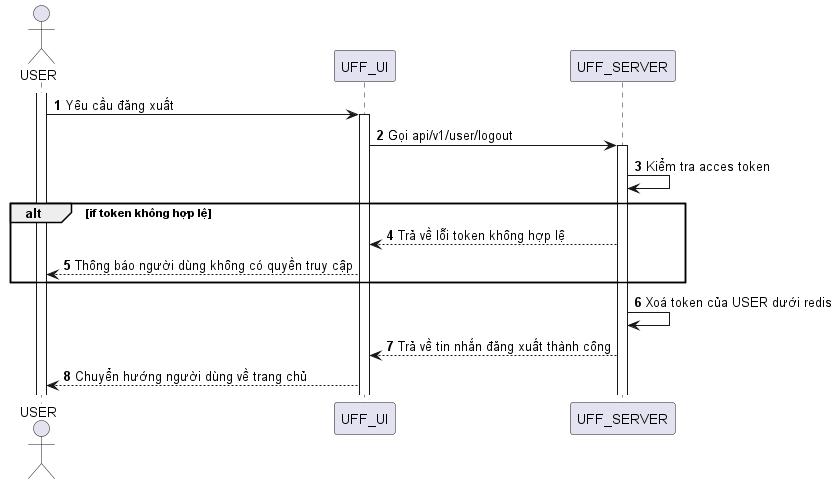 USER
UFF_UI
UFF_SERVER
1 Yêu cầu đăng xuất
2 Gọi api/v1/user/logout
3 Kiểm tra acces token
alt [if token không hợp lệ]
4 Trả về lỗi token không hợp lệ
5 Thông báo người dùng không có quyền truy cập
6 Xoá token của USER dưới redis
7 Trả về tin nhắn đăng xuất thành công
8 Chuyển hướng người dùng về trang chủ
USER
UFF_UI
UFF_SERVER